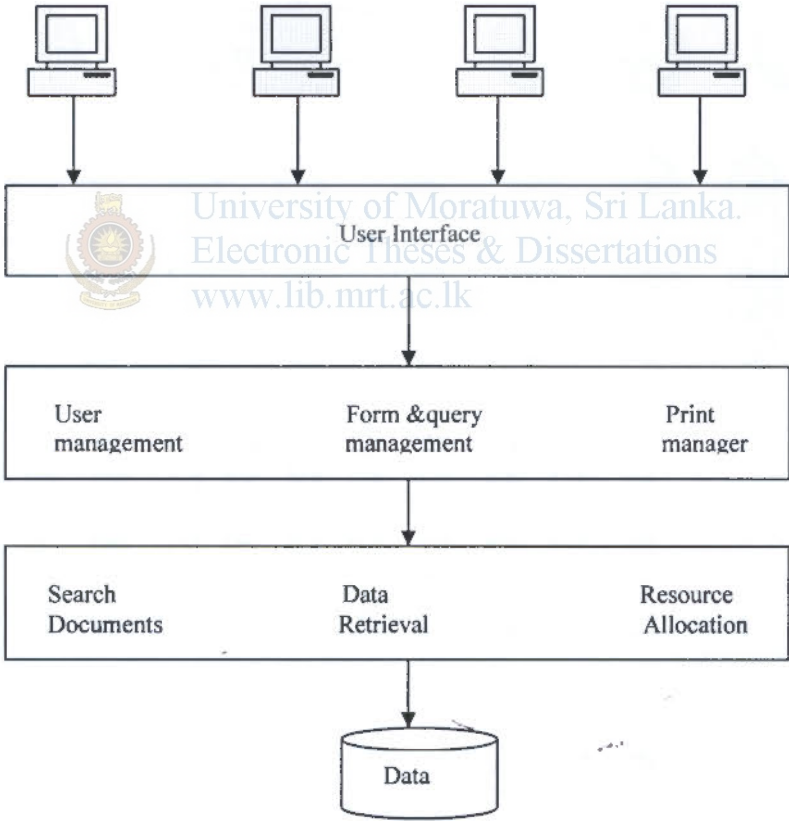 University of Moratuwa, Sri Lanka.
User Interface
Electronic Theses & Dissertations
www.lib.mrt.ac.lk
User
management
Form &query
management
Print
manager
Search
Documents
Data
Retrieval
Resource
Allocation
Data